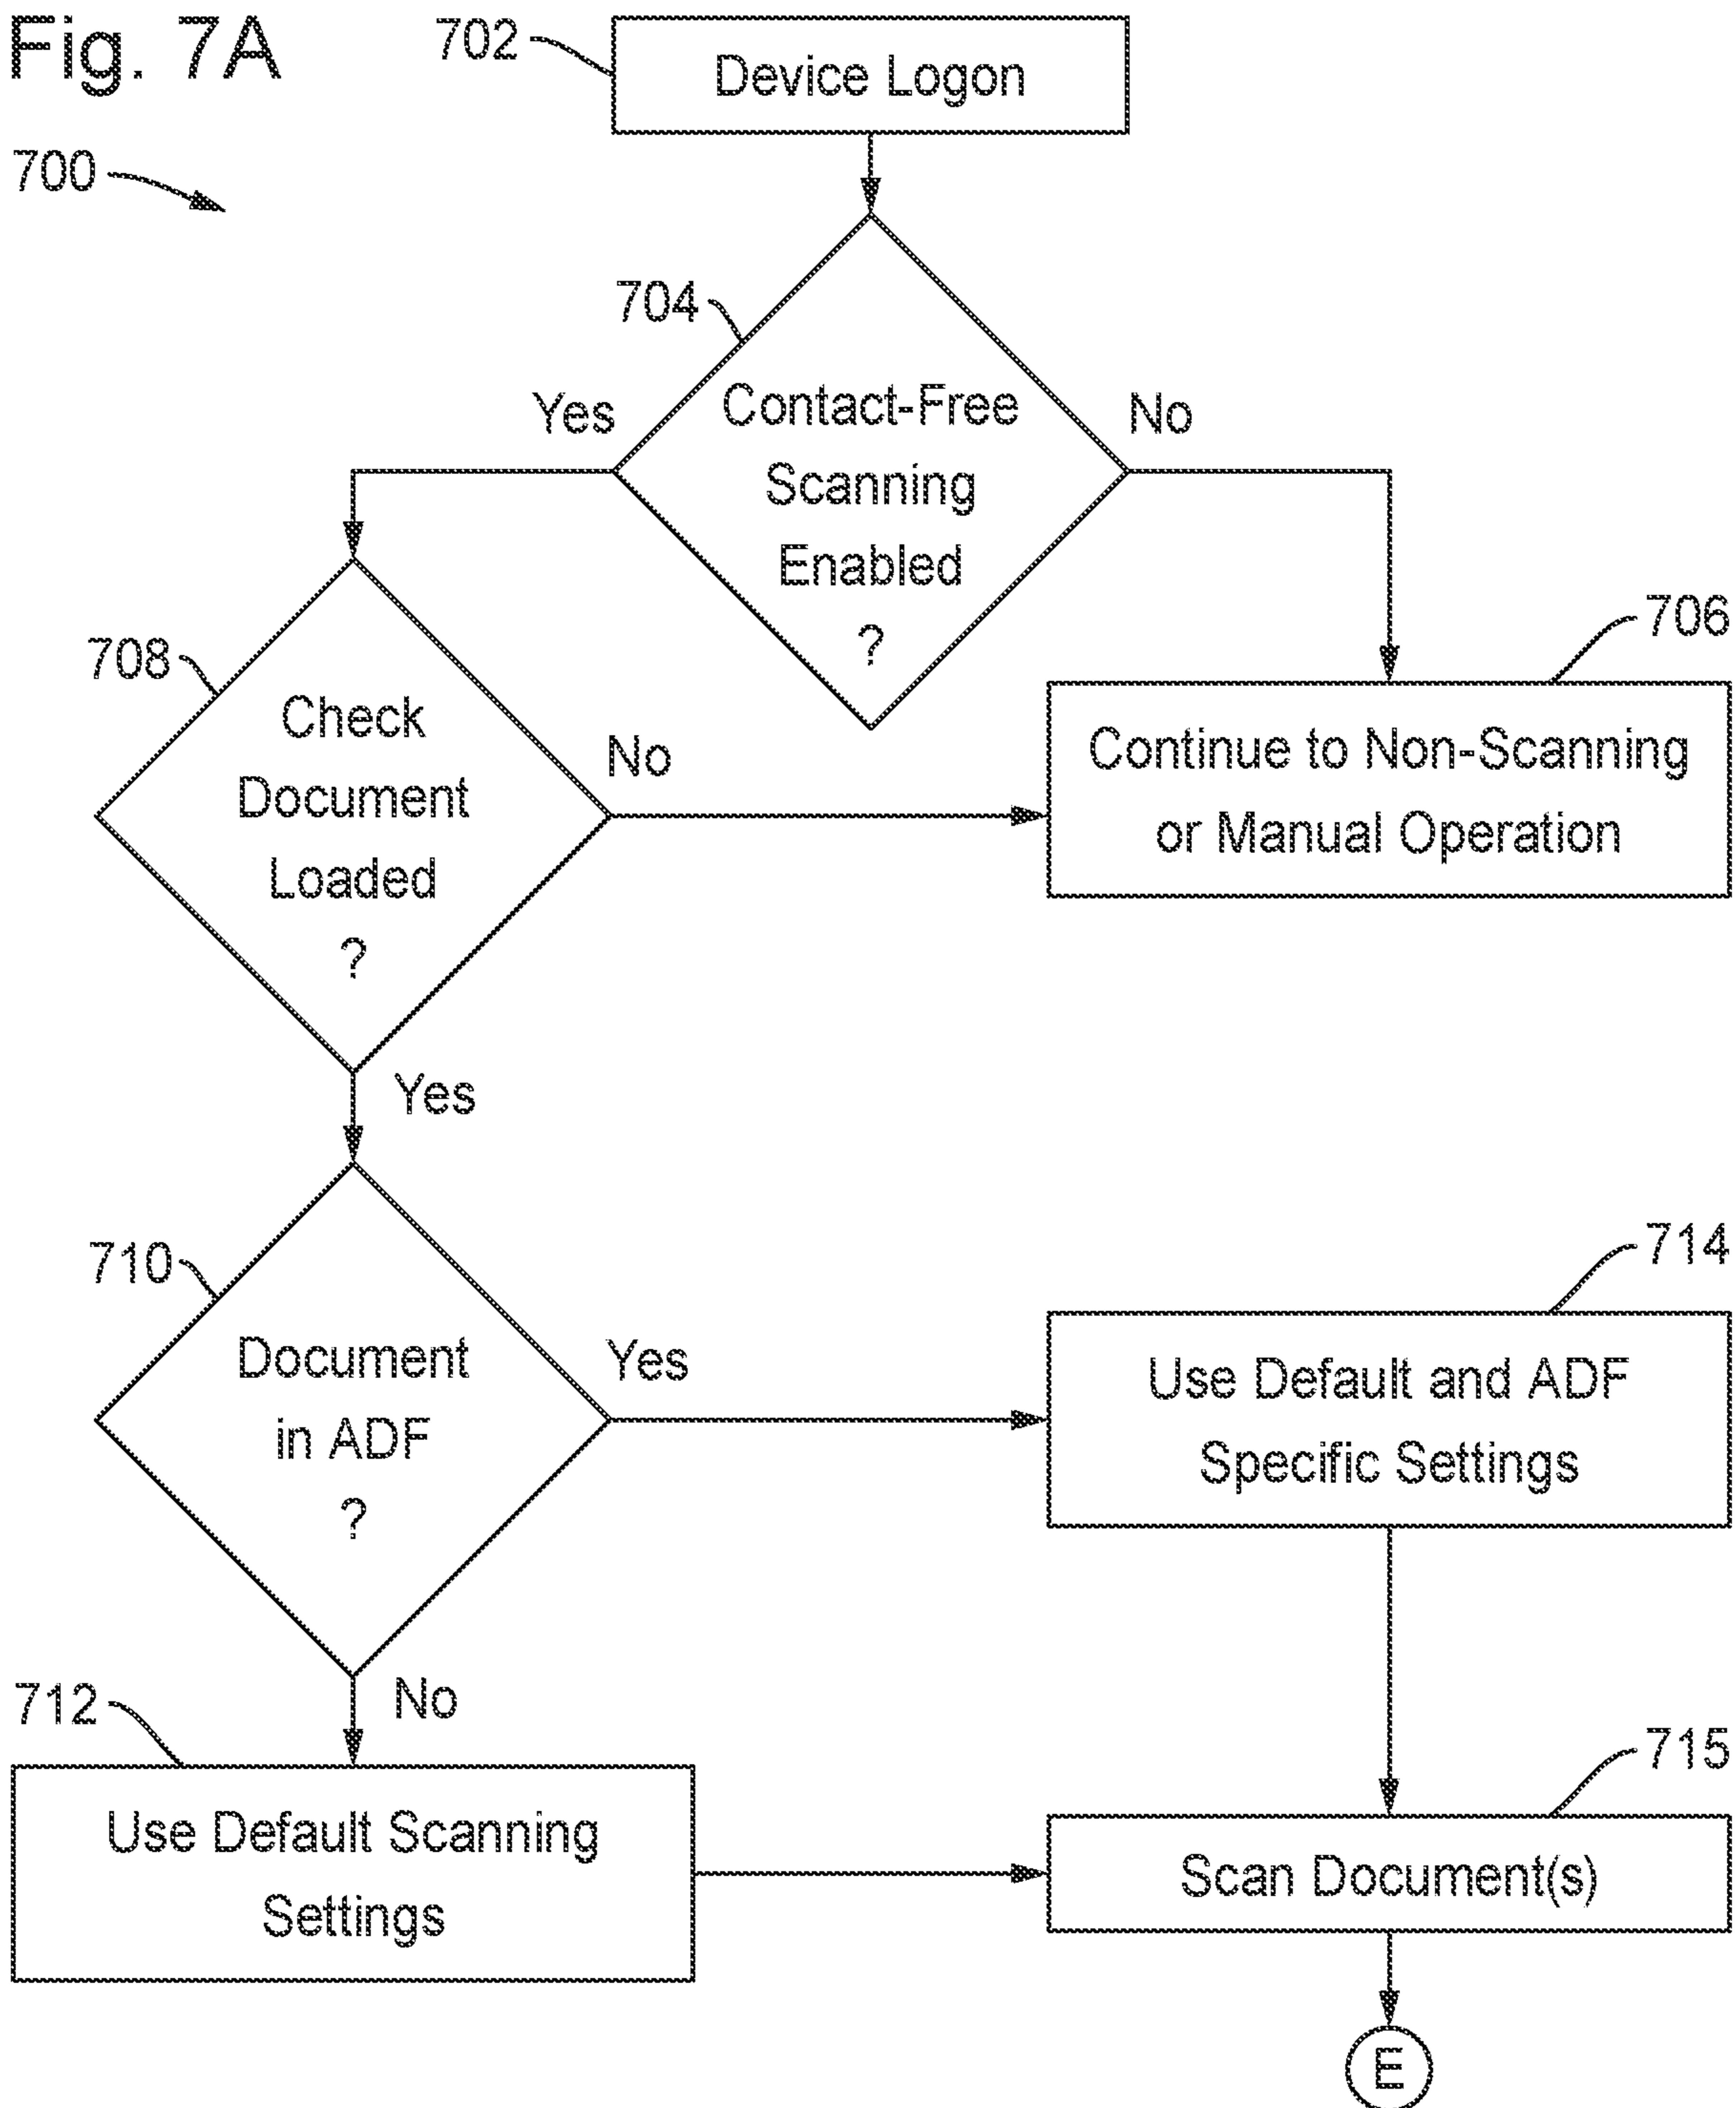 Fig. 7A
702
Device Logon
700
704
Yes
Contact-Free
Scanning
Enabled
?
No
706
Continue to Non-Scanning
or Manual Operation
708
Check
Document
Loaded
?
No
Yes
710
Document
in ADF
?
Yes
714
Use Default and ADF
Specific Settings
No
712
Use Default Scanning
Settings
715
Scan Document(s)
E